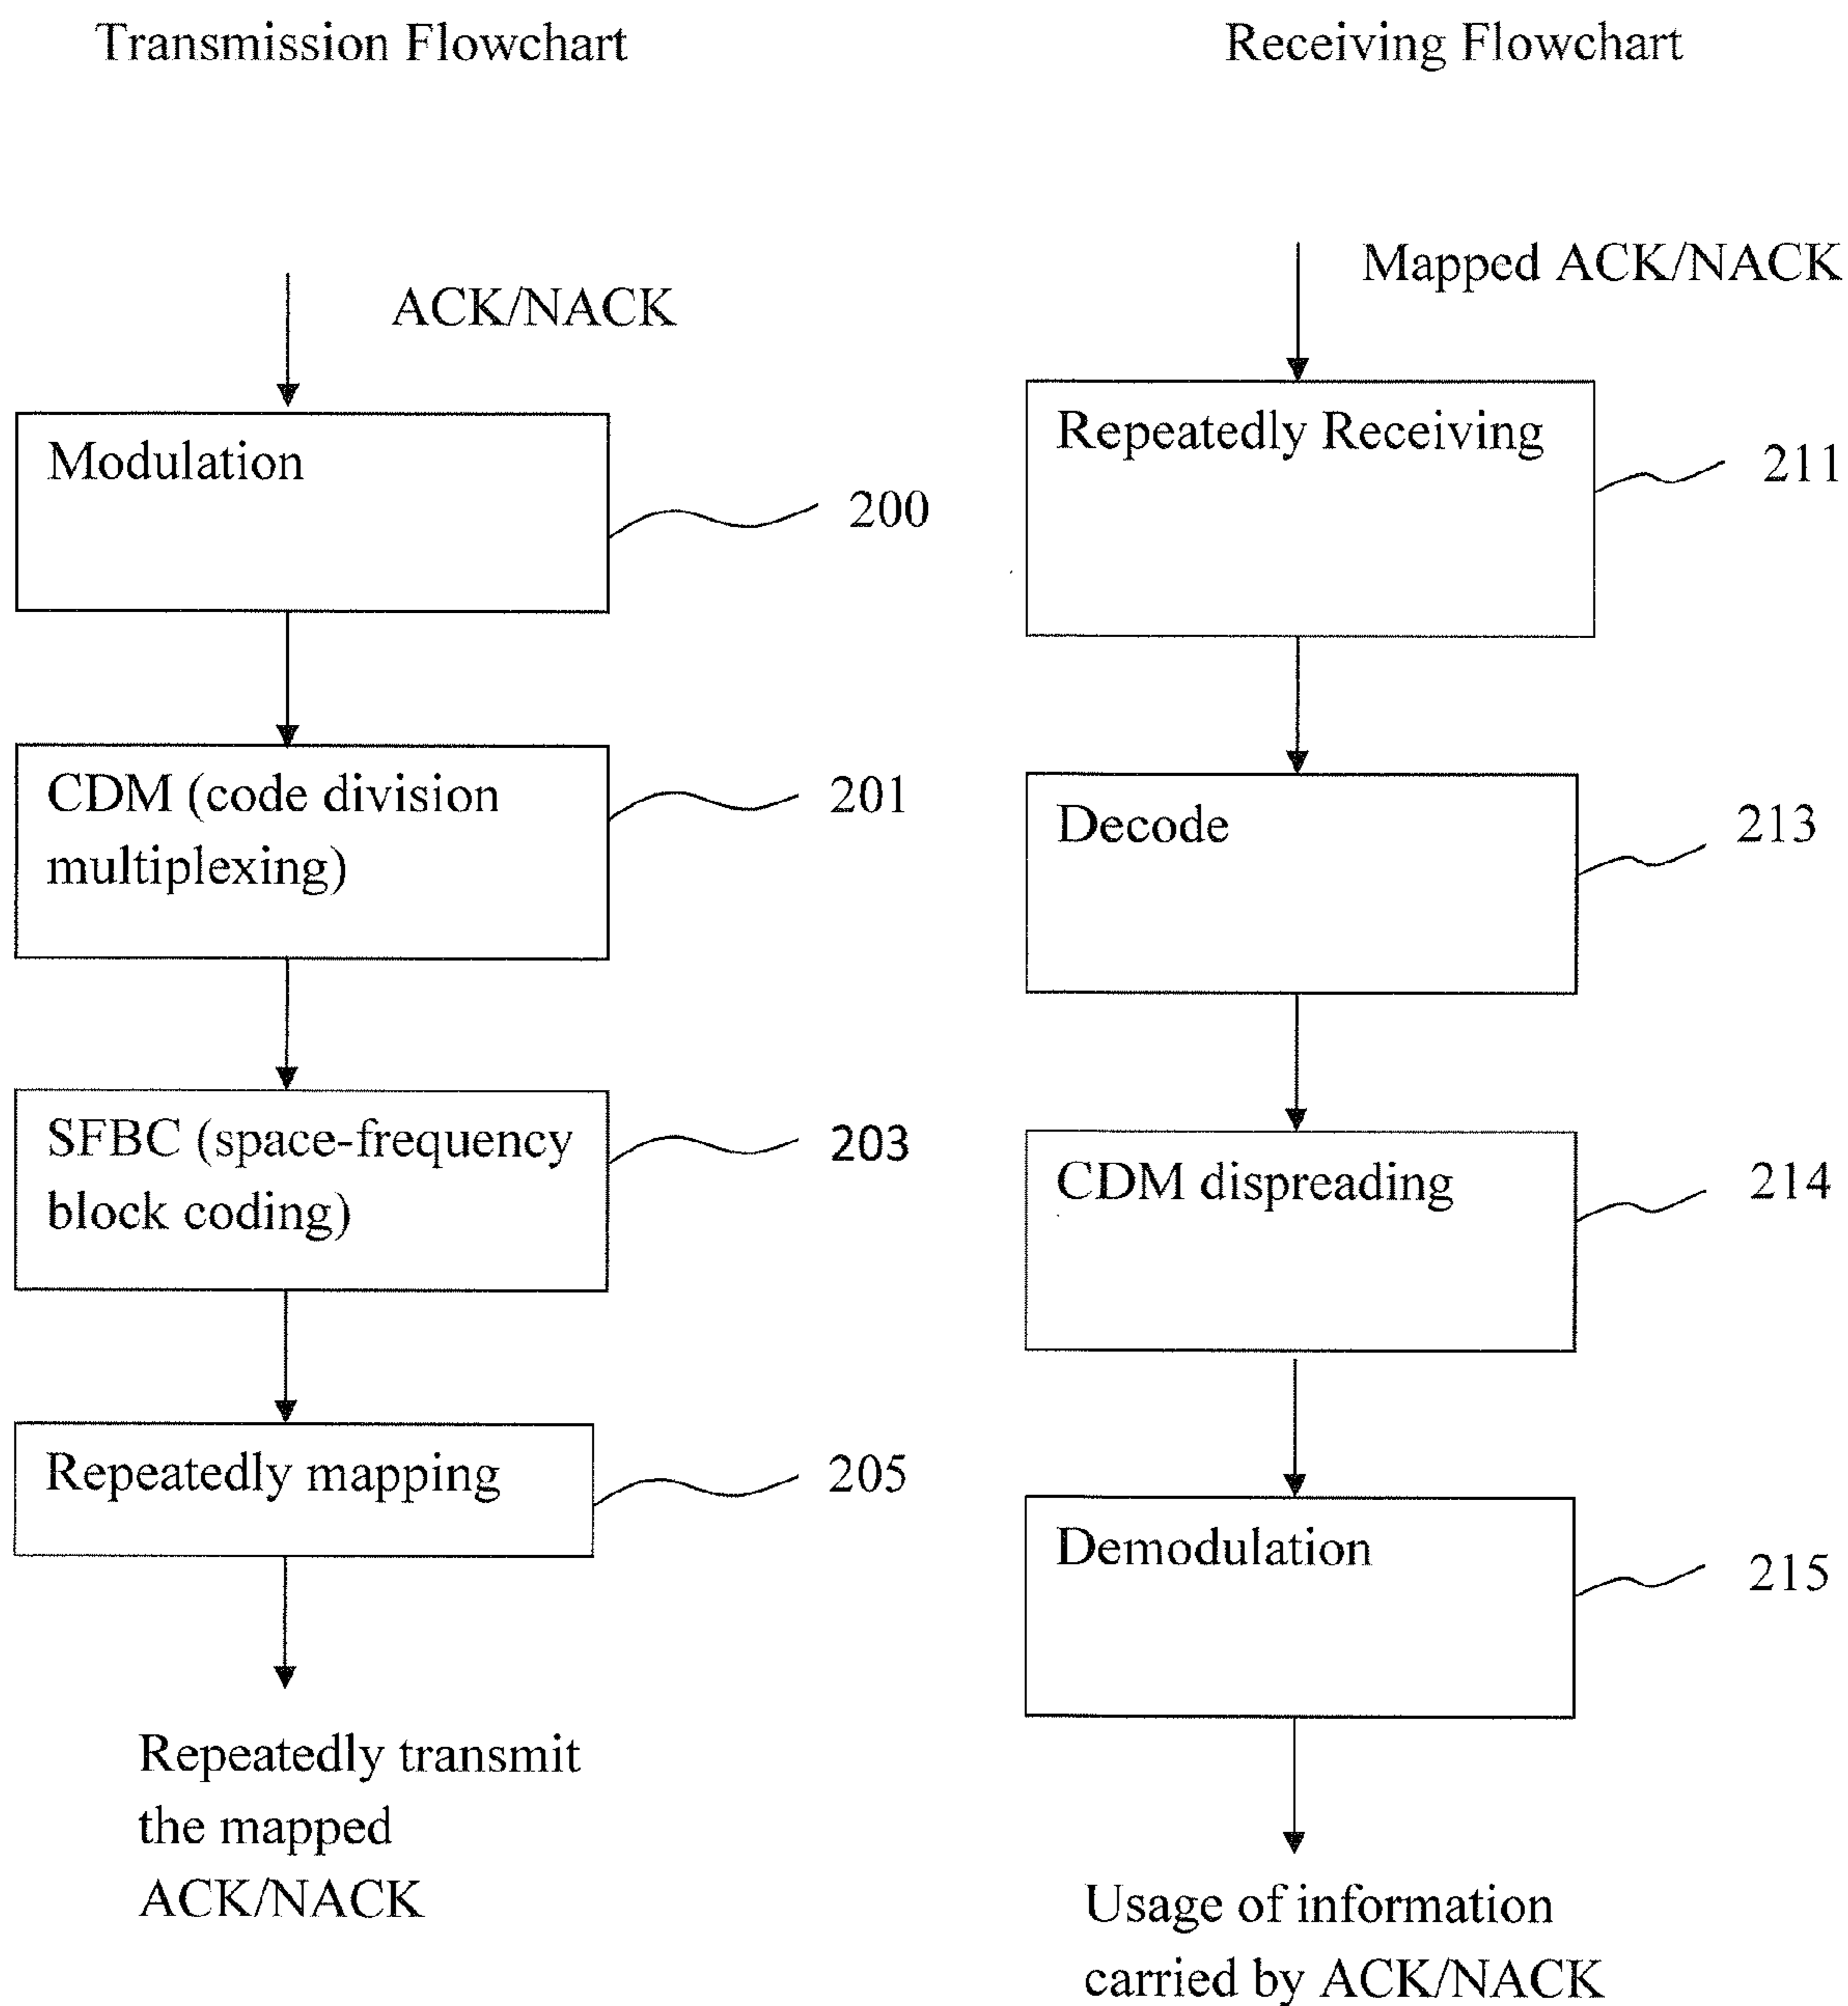 Transmission Flowchart
ACK/NACK
Modulation
200
CDM (code division
multiplexing)
201
SFBC (space-frequency
block coding)
203
Repeatedly mapping
205
Repeatedly transmit
the mapped
ACK/NACK
Receiving Flowchart
Mapped ACK/NACK
Repeatedly Receiving
211
Decode
213
CDM dispreading
214
Demodulation
215
Usage of information
carried by ACK/NACK